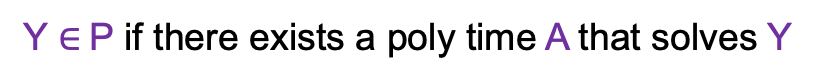 Y ∈ P if there exists a poly time A that solves Y